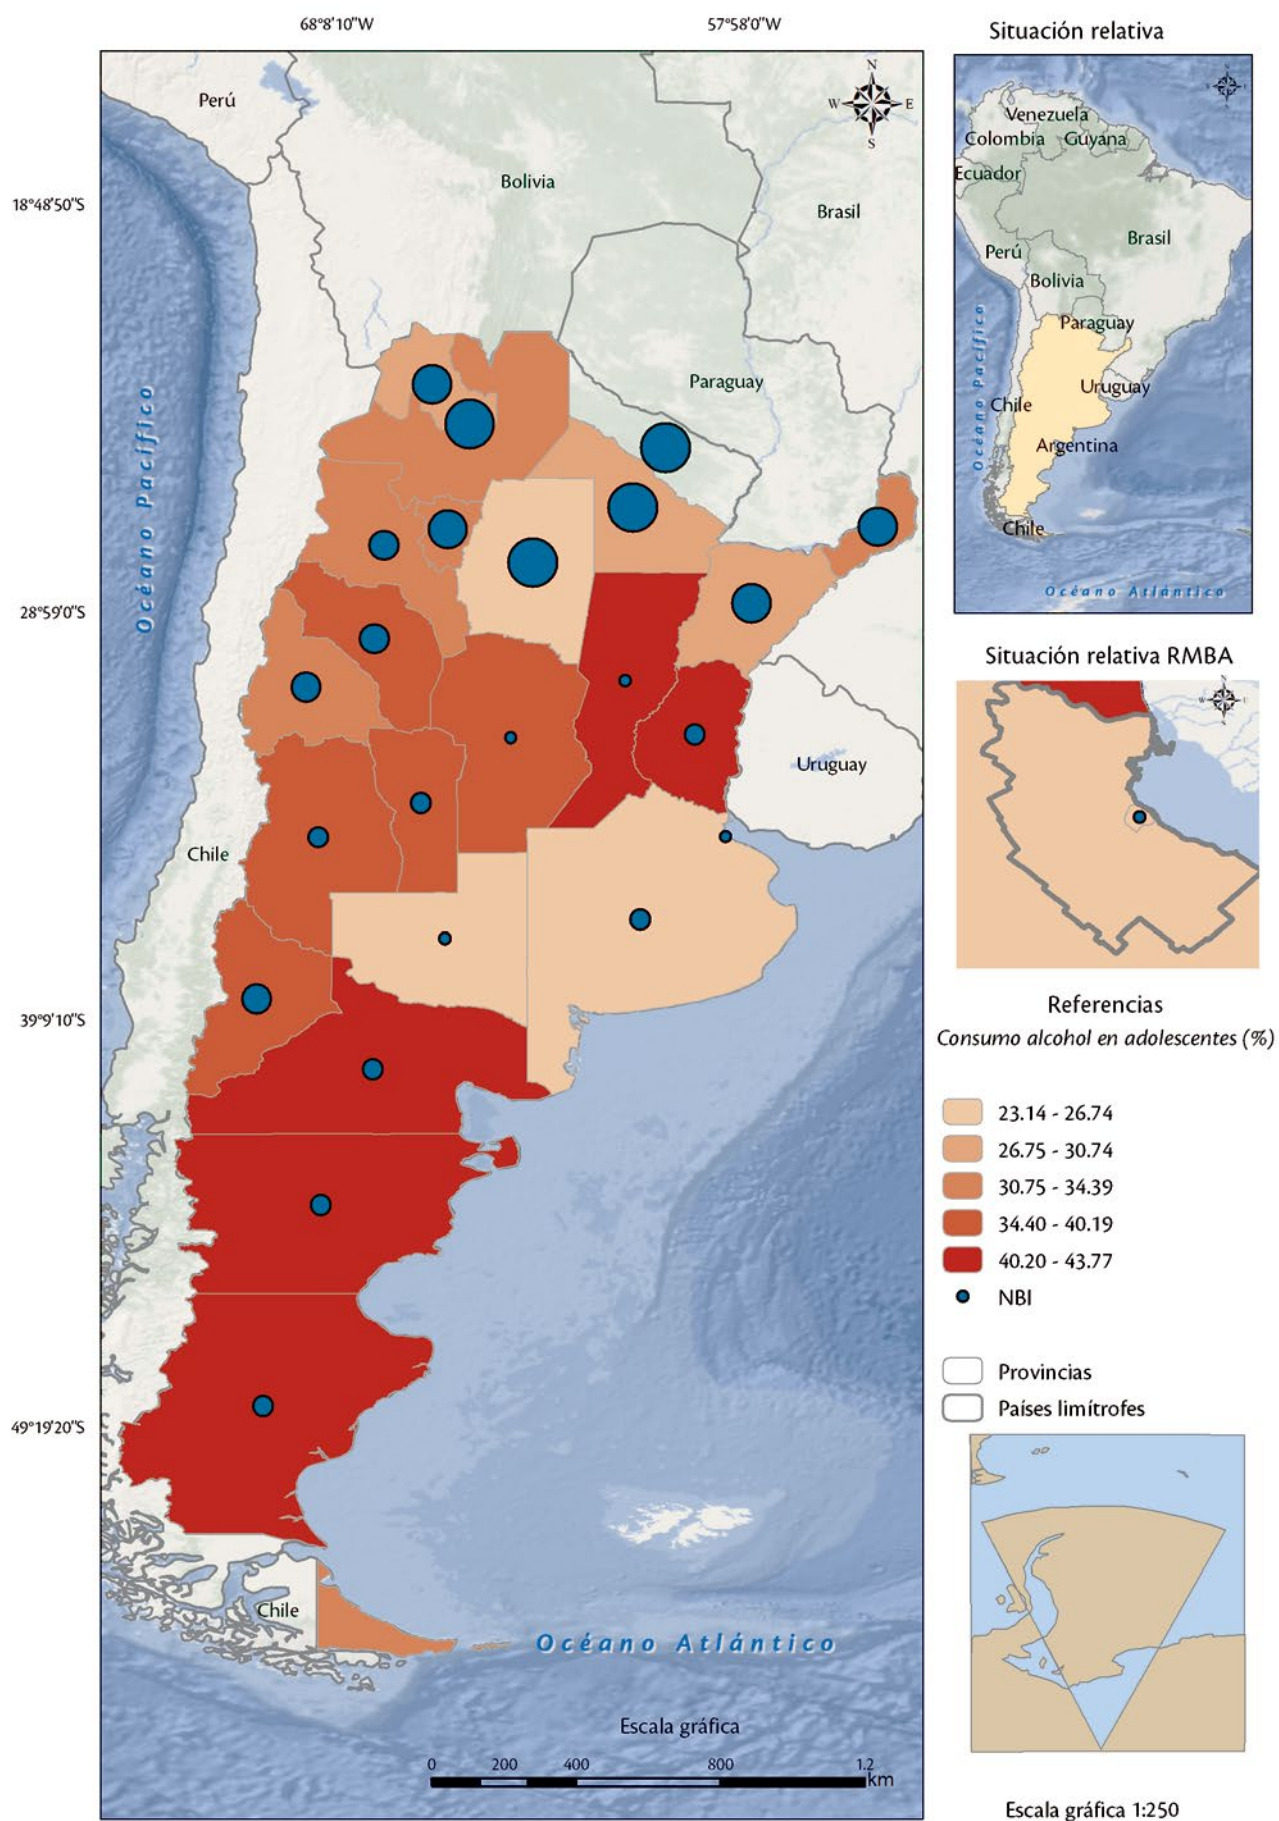 68°8'10"W
57°58'0"W
18°48'50"S
28°59'0"S
39°9'10"S
49°19'20"S
N
W
E
S
Perú
Bolivia
Brasil
Paraguay
Océano Pacífico
Uruguay
Chile
Chile
Océano Atlántico
Escala gráfica
0 200 400 800 1.2
km
Situación relativa
Venezuela
Colombia
Guyana
Ecuador
Perú
Brasil
Bolivia
Paraguay
Océano Pacífico
Uruguay
Chile
Argentina
Chile
Océano Atlántico
Situación relativa RMBA
Referencias
Consumo alcohol en adolescentes (%)
23.14 - 26.74
26.75 - 30.74
30.75 - 34.39
34.40 - 40.19
40.20 - 43.77
NBI
Provincias
Países limítrofes
Escala gráfica 1:250